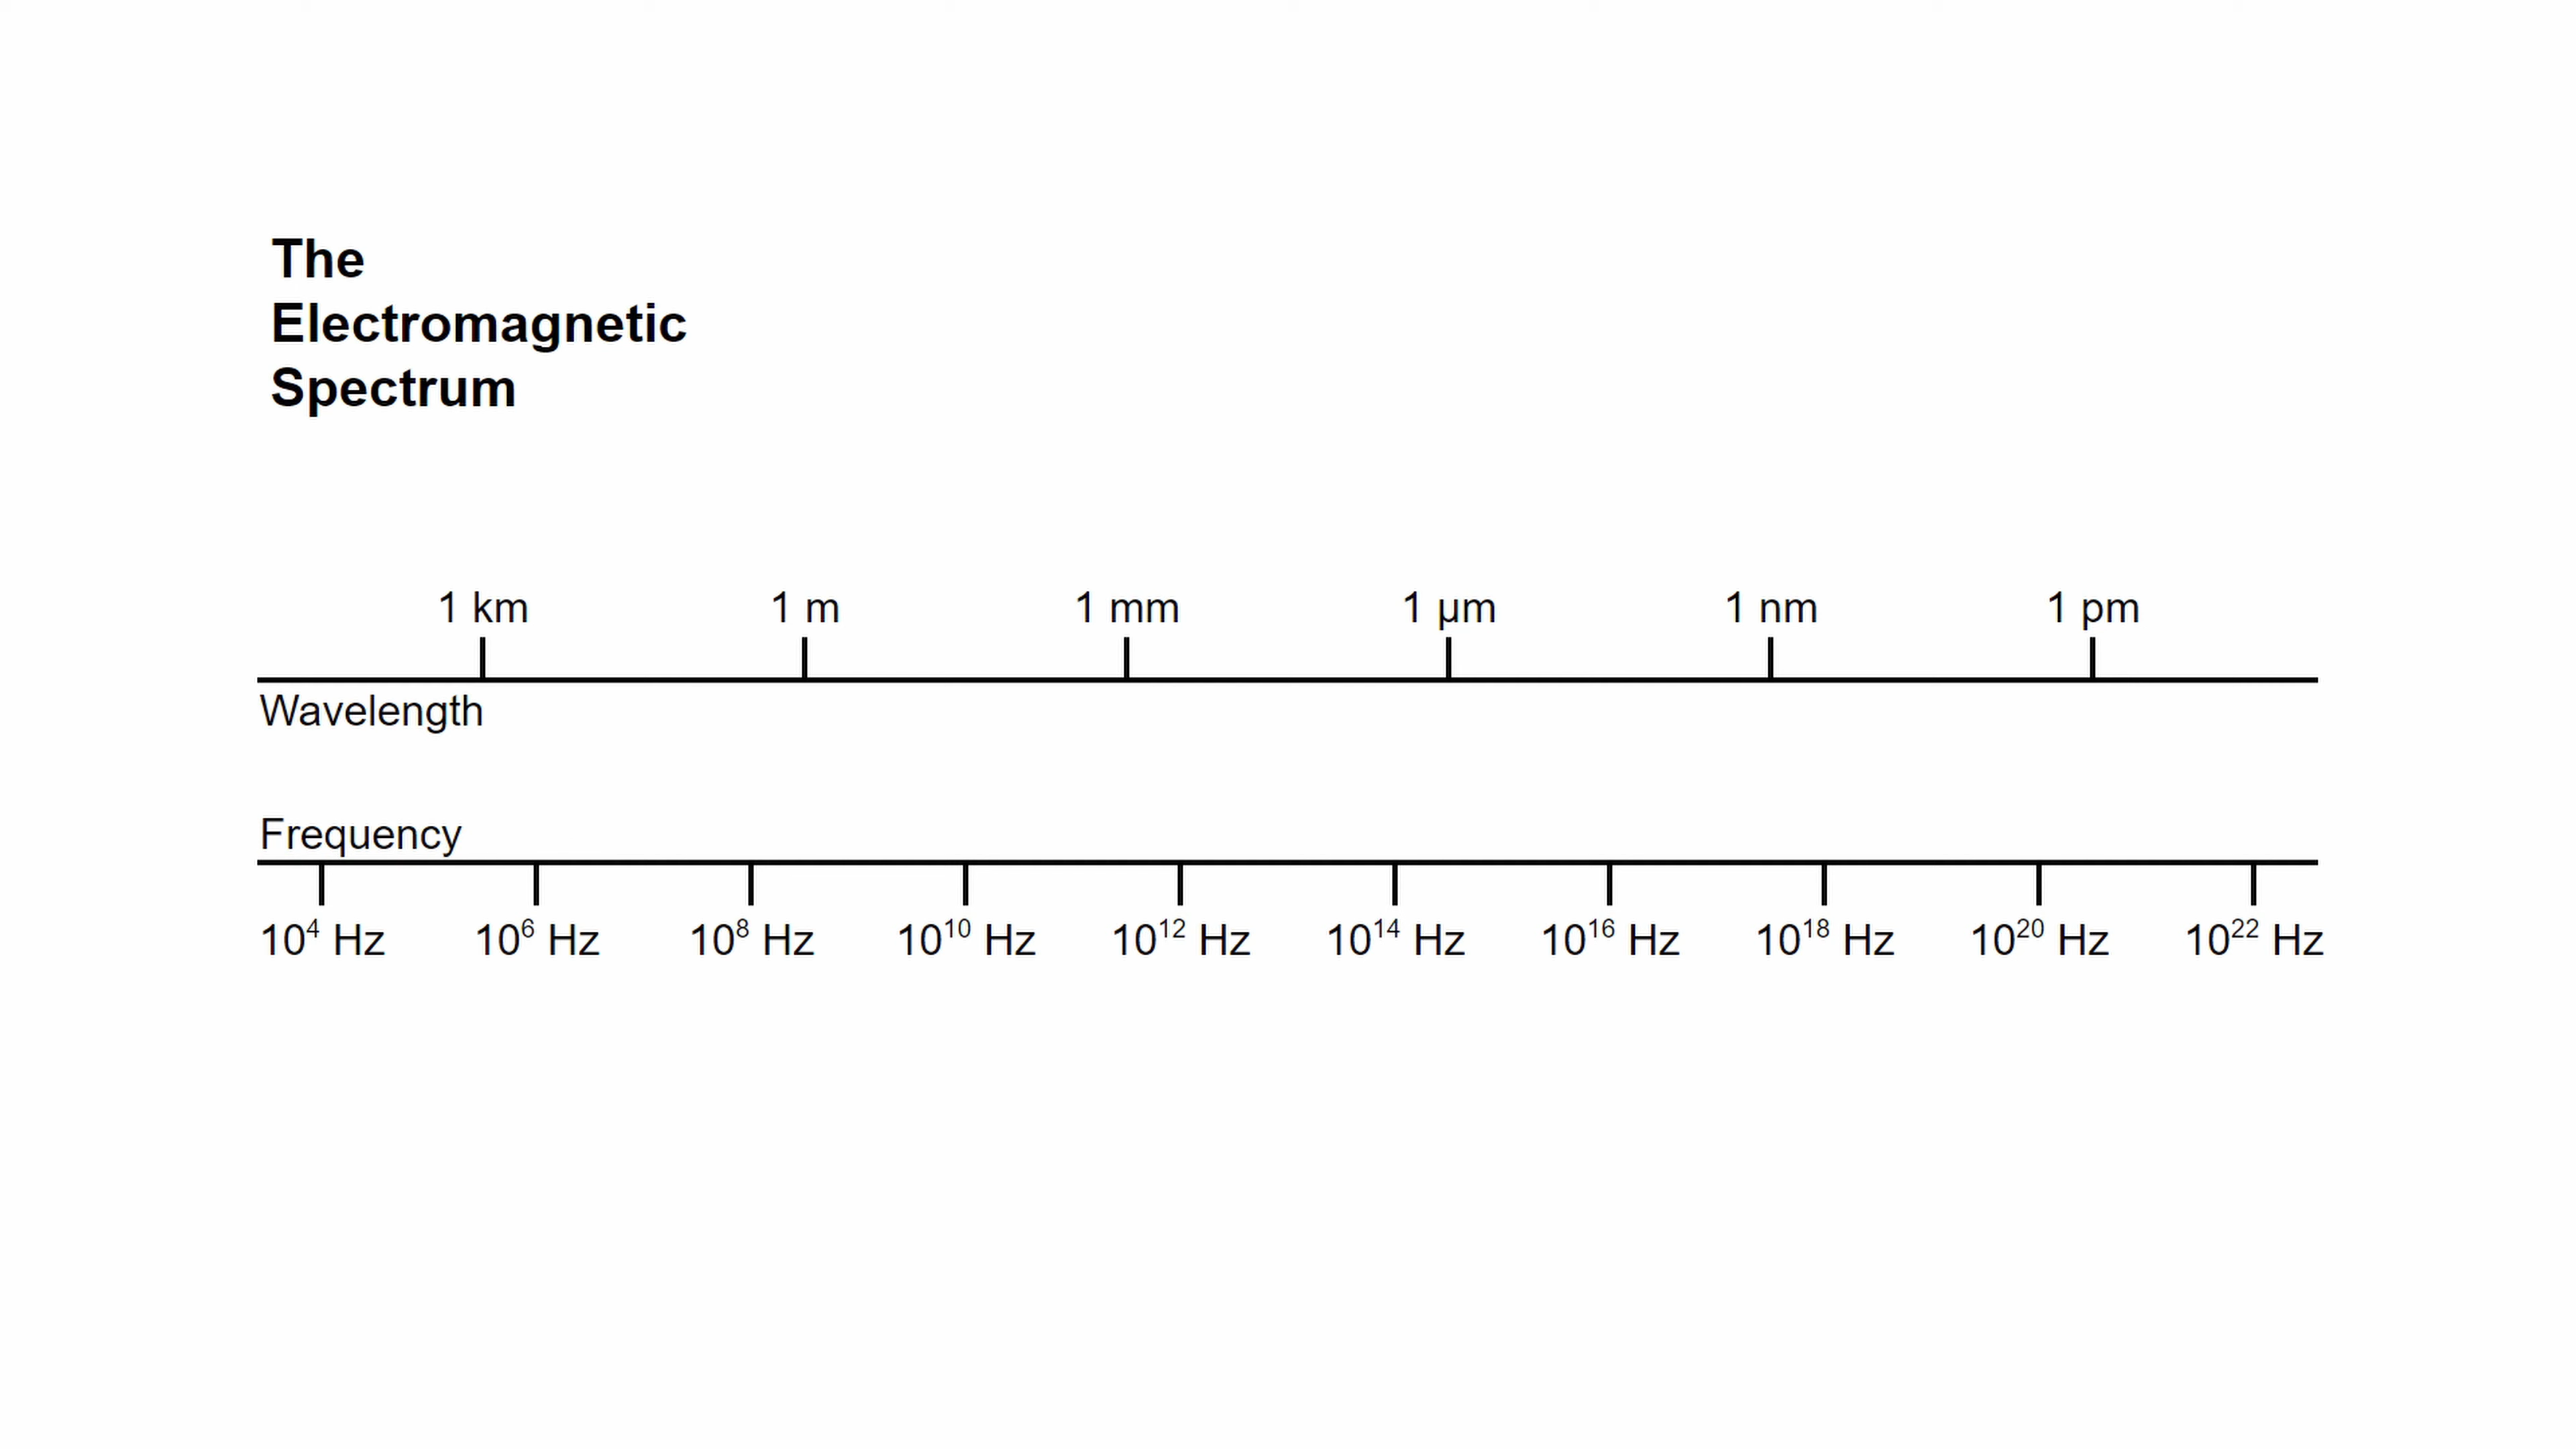 The
Electromagnetic
Spectrum
1 km 1 m 1 mm 1 µm 1 nm 1 pm
Wavelength
Frequency
10⁴ Hz 10⁶ Hz 10⁸ Hz 10¹⁰ Hz 10¹² Hz 10¹⁴ Hz 10¹⁶ Hz 10¹⁸ Hz 10²⁰ Hz 10²² Hz